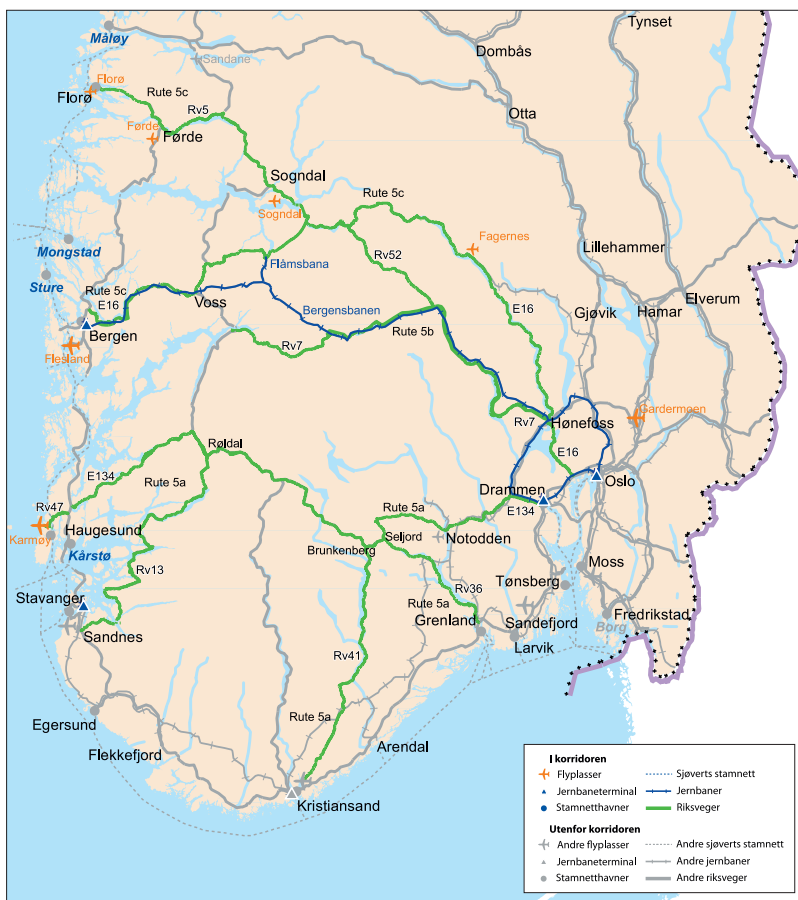 Tynset
Måløy
Dombås
Sandane
Florø
Florø
Rute 5c
Rv5
Otta
Førde
Førde
Sogndal
Rute 5c
Sogndal
Fagernes
Lillehammer
Mongstad
Rv52
Flåmsbana
Sture
Rute 5c
E16
Voss
Bergensbanen
E16
Elverum
Hamar
Gjøvik
Bergen
Rute 5b
Flesland
Rv7
Rv7
Gardermoen
Hønefoss
Røldal
E16
E134
Rute 5a
Drammen
Oslo
Rv47
Rute 5a
E134
Karmøy
Haugesund
Seljord
Notodden
Kårstø
Brunkenberg
Rv13
Moss
Tønsberg
Rv36
Stavanger
Rute 5a
Grenland
Sandefjord
Fredrikstad
Borg
Sandnes
Larvik
Rv41
Egersund
Rute 5a
Arendal
Flekkefjord
Kristiansand
I korridoren
Flyplasser
Sjøverts stamnett
Jernbaneterminal
Jernbaner
Stamnetthavner
Riksveger
Utenfor korridoren
Andre flyplasser
Andre sjøverts stamnett
Jernbaneterminal
Andre jernbaner
Stamnetthavner
Andre riksveger